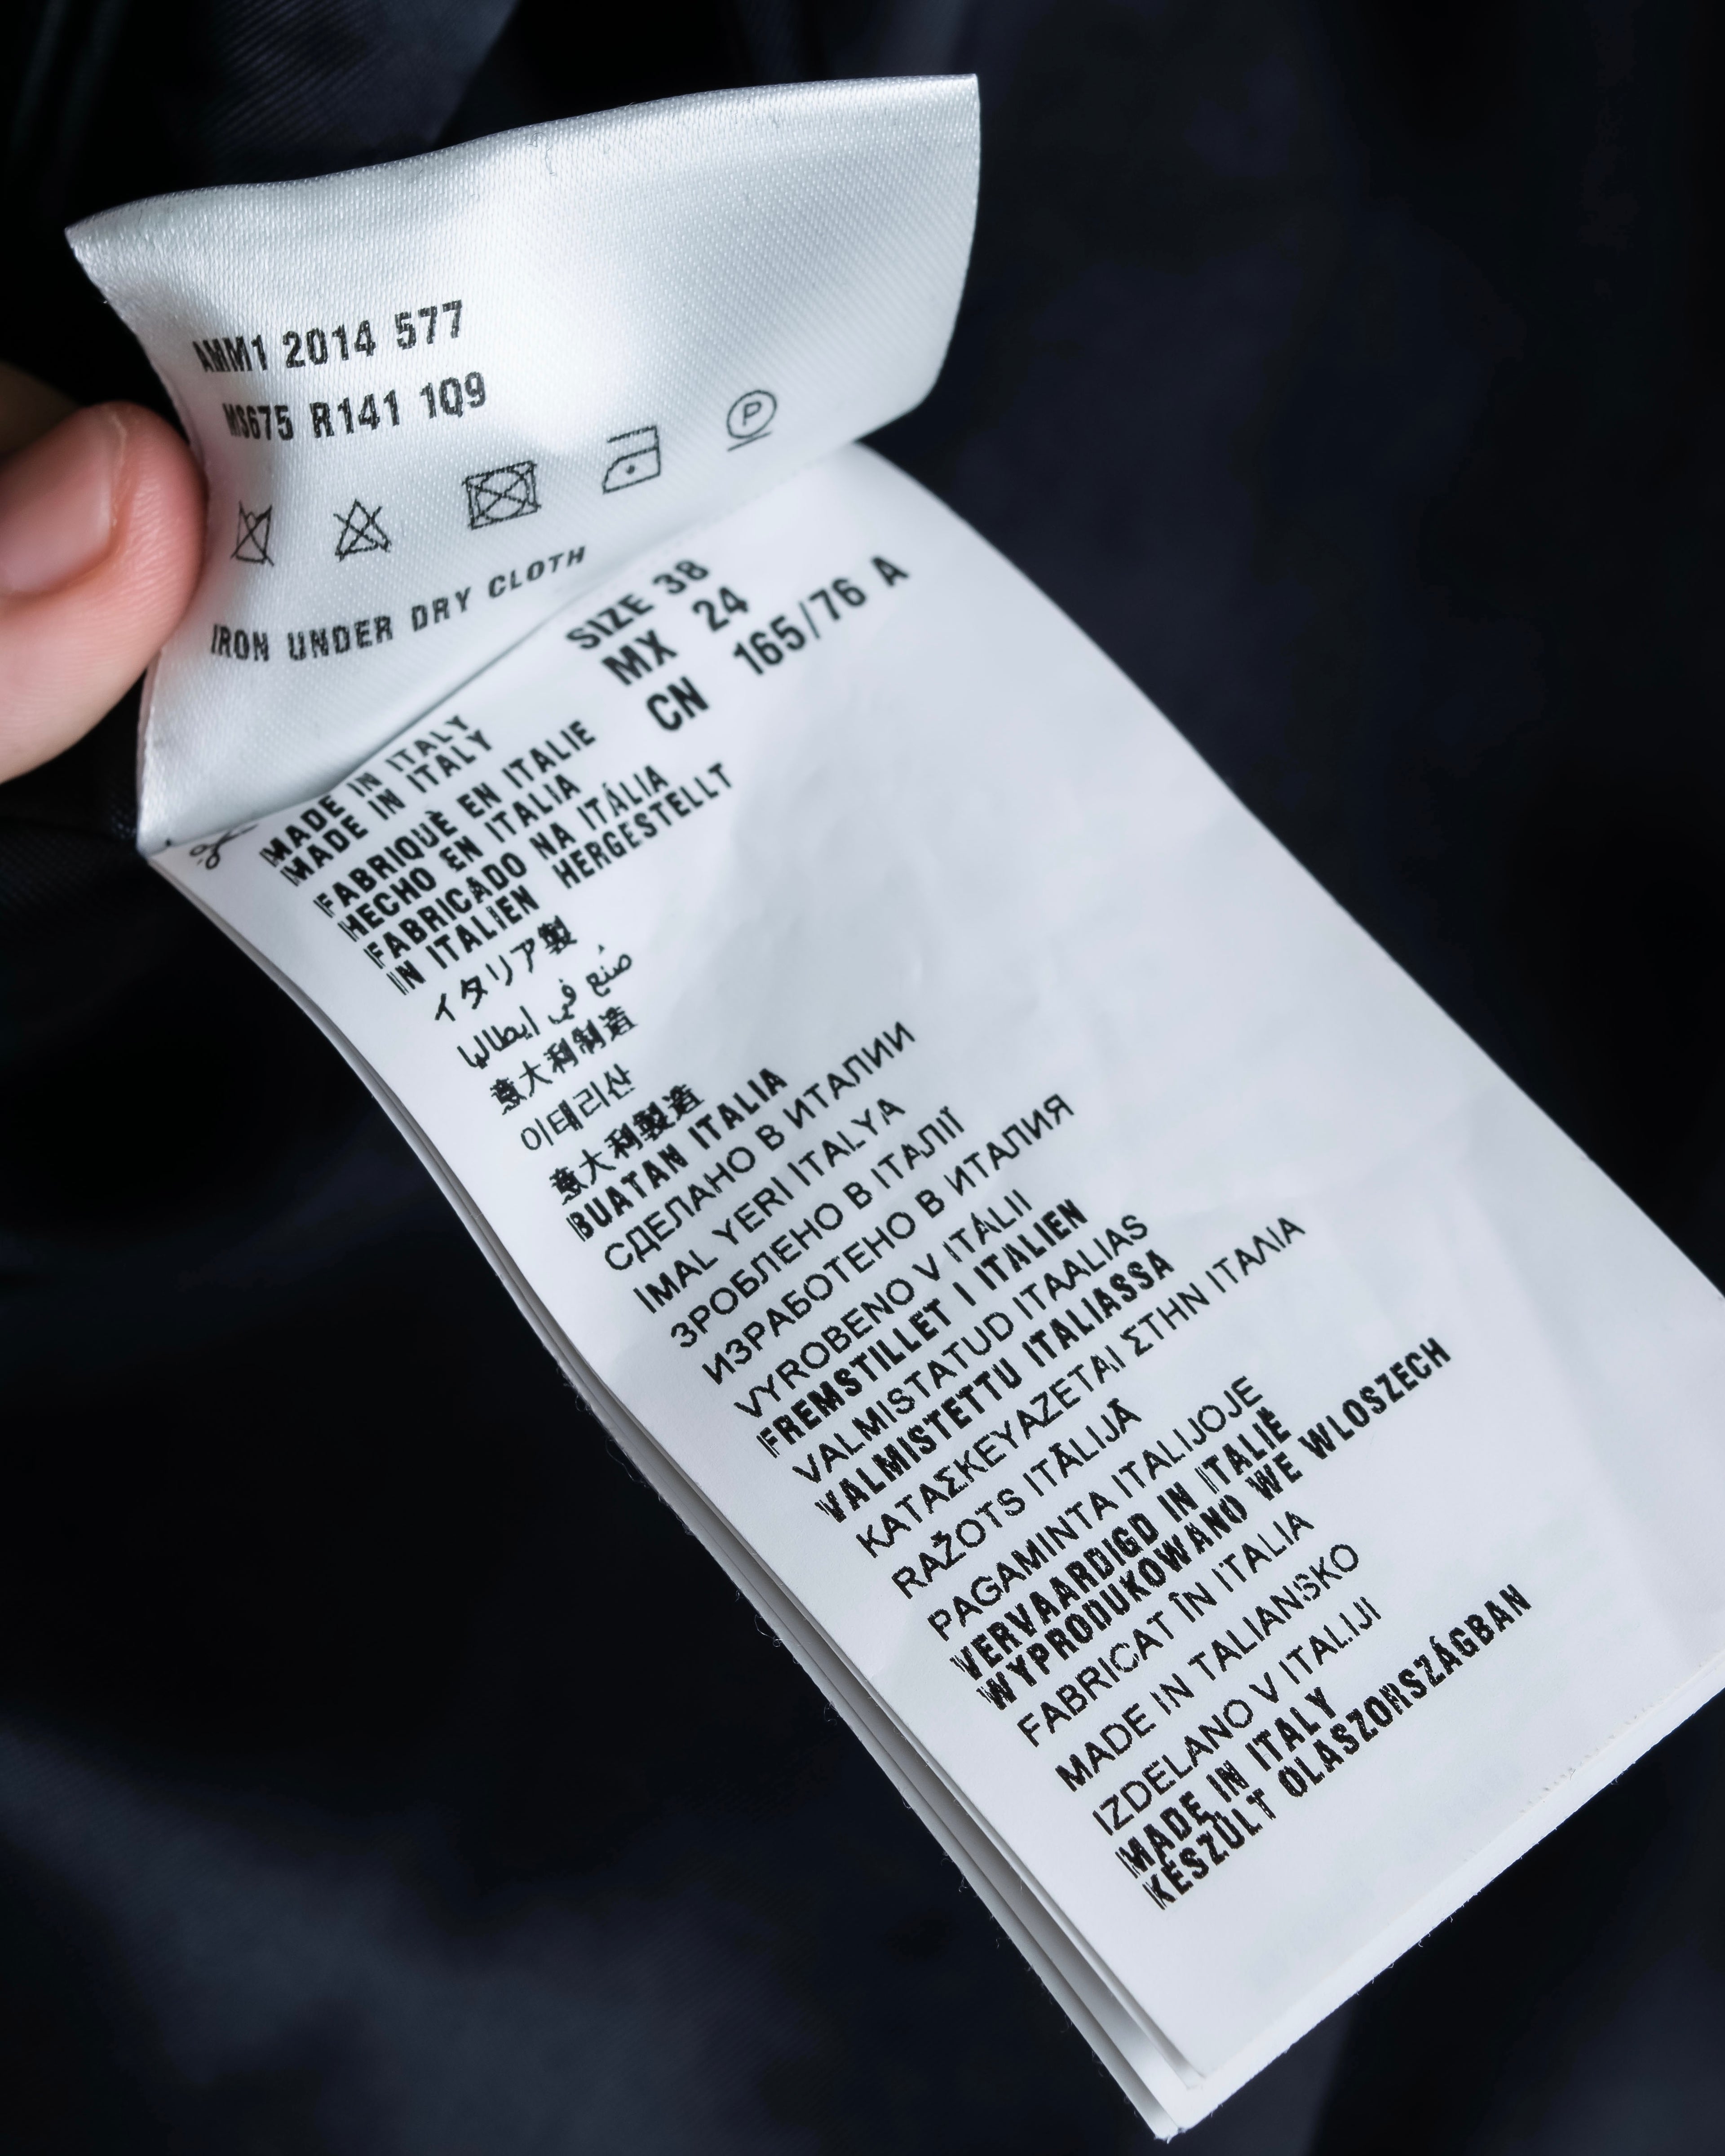 AMM1 2014 577
MS675 R141 1Q9
P
IRON UNDER DRY CLOTH
SIZE 38
MX 24
CN 165/76 A
MADE IN ITALY
MADE IN ITALY
FABRIQUÈ EN ITALIE
HECHO EN ITALIA
FABRICADO NA ITÁLIA
IN ITALIEN HERGESTELLT
イタリア製
صنع في ايطاليا
意大利制造
이태리산
意大利製造
BUATAN ITALIA
СДЕЛАНО В ИТАЛИИ
IMAL YERI ITALYA
ЗРОБЛЕНО В ІТАЛІЇ
ИЗРАБОТЕНО В ИТАЛИЯ
VYROBENO V ITÁLII
FREMSTILLET I ITALIEN
VALMISTATUD ITAALIAS
VALMISTETTU ITALIASSA
ΚΑΤΑΣΚΕΥΑΖΕΤΑΙ ΣΤΗΝ ΙΤΑΛΙΑ
RAŽOTS ITĀLIJĀ
PAGAMINTA ITALIJOJE
VERVAARDIGD IN ITALIË
WYPRODUKOWANO WE WLOSZECH
FABRICAT ÎN ITALIA
MADE IN TALIANSKO
IZDELANO V ITALIJI
MADE IN ITALY
KÉSZÜLT OLASZORSZÁGBAN